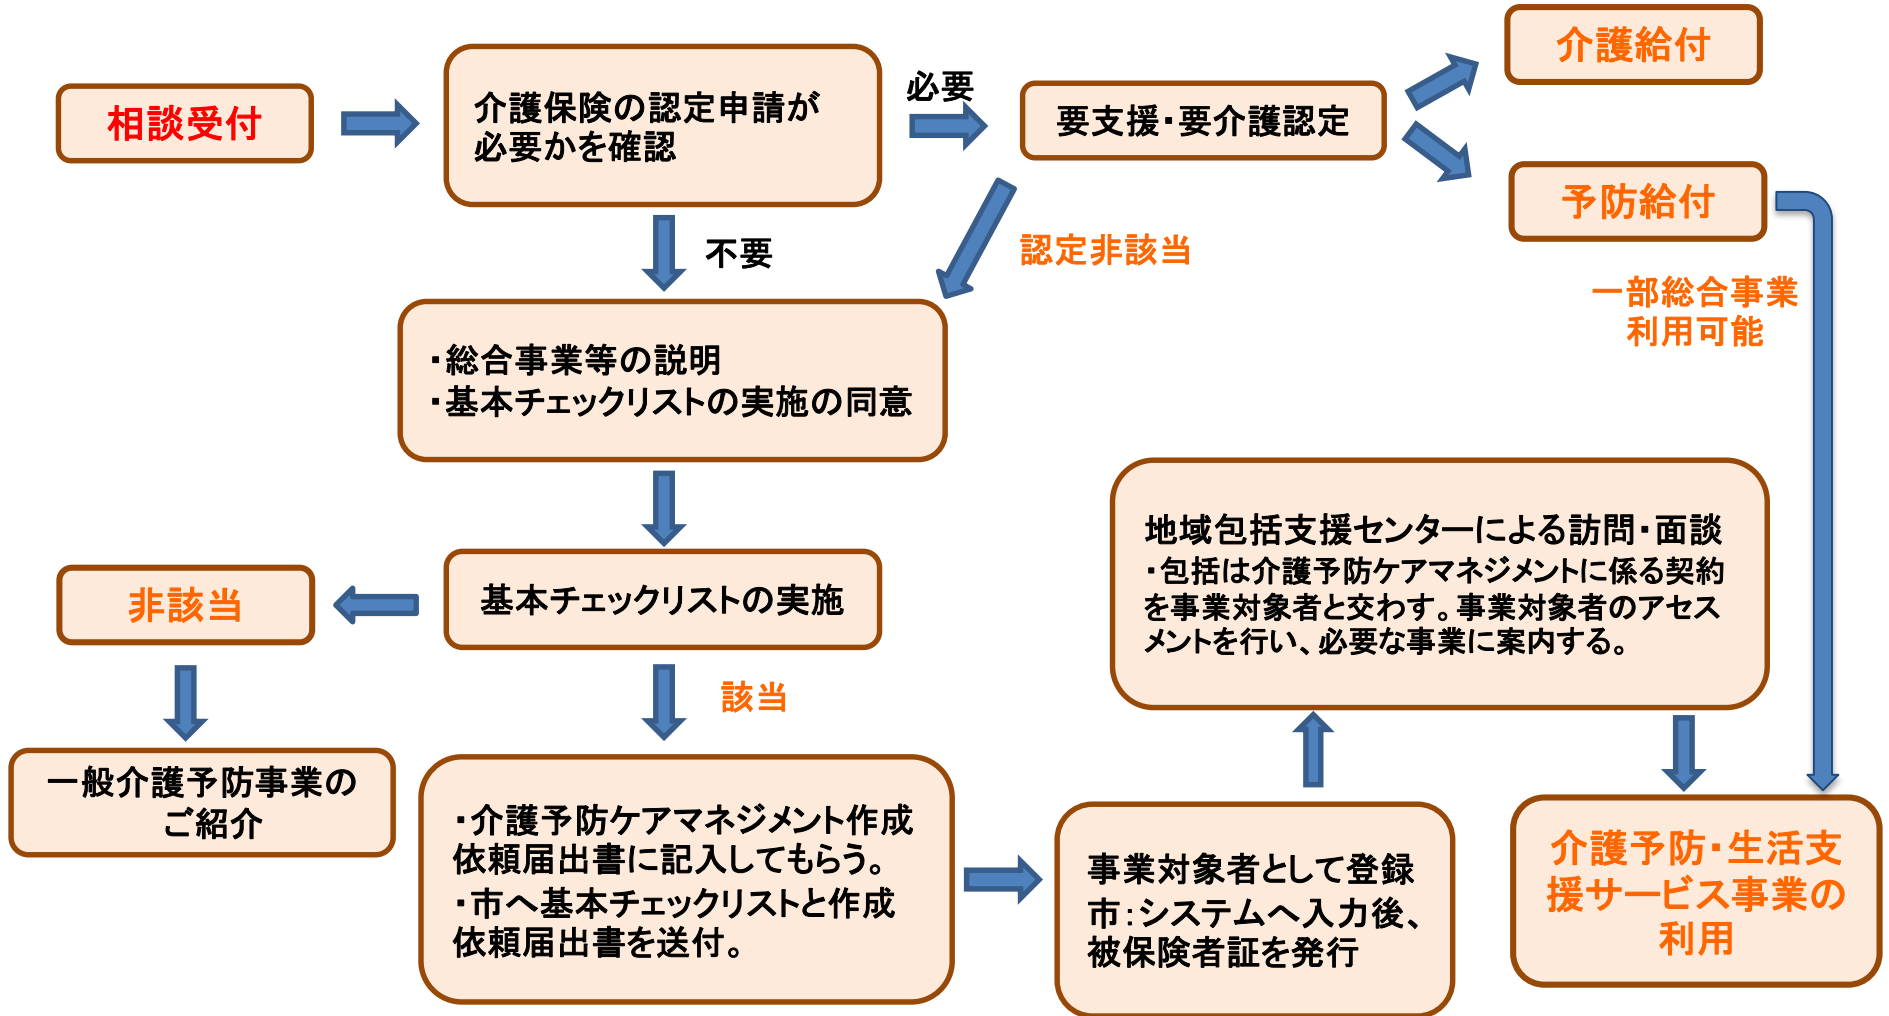 相談受付
介護保険の認定申請が
必要かを確認
必要
要支援・要介護認定
介護給付
予防給付
不要
認定非該当
一部総合事業
利用可能
・総合事業等の説明
・基本チェックリストの実施の同意
基本チェックリストの実施
非該当
該当
一般介護予防事業の
ご紹介
・介護予防ケアマネジメント作成
依頼届出書に記入してもらう。
・市へ基本チェックリストと作成
依頼届出書を送付。
事業対象者として登録
市：システムへ入力後、
被保険者証を発行
地域包括支援センターによる訪問・面談
・包括は介護予防ケアマネジメントに係る契約
を事業対象者と交わす。事業対象者のアセス
メントを行い、必要な事業に案内する。
介護予防・生活支
援サービス事業の
利用